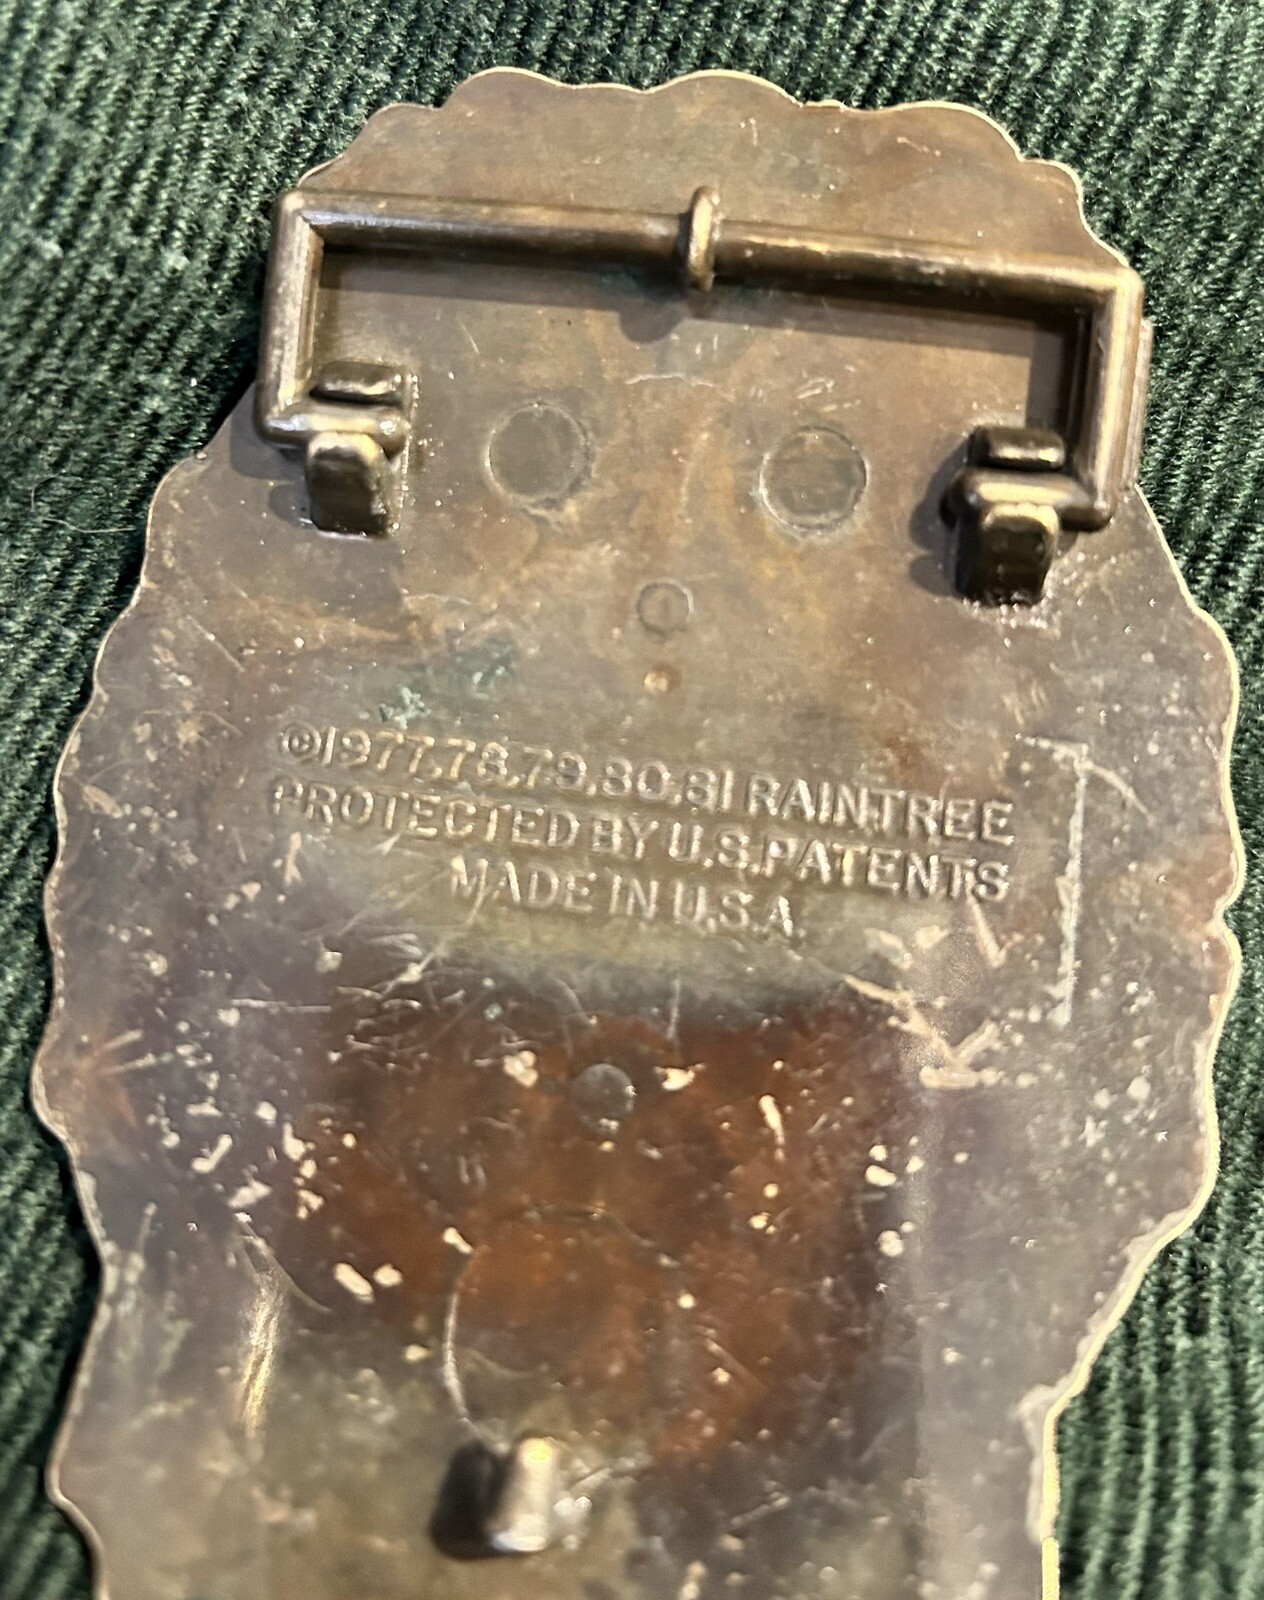 ©1977,78,79,80,81 RAINTREE
PROTECTED BY U.S. PATENTS
MADE IN U.S.A.